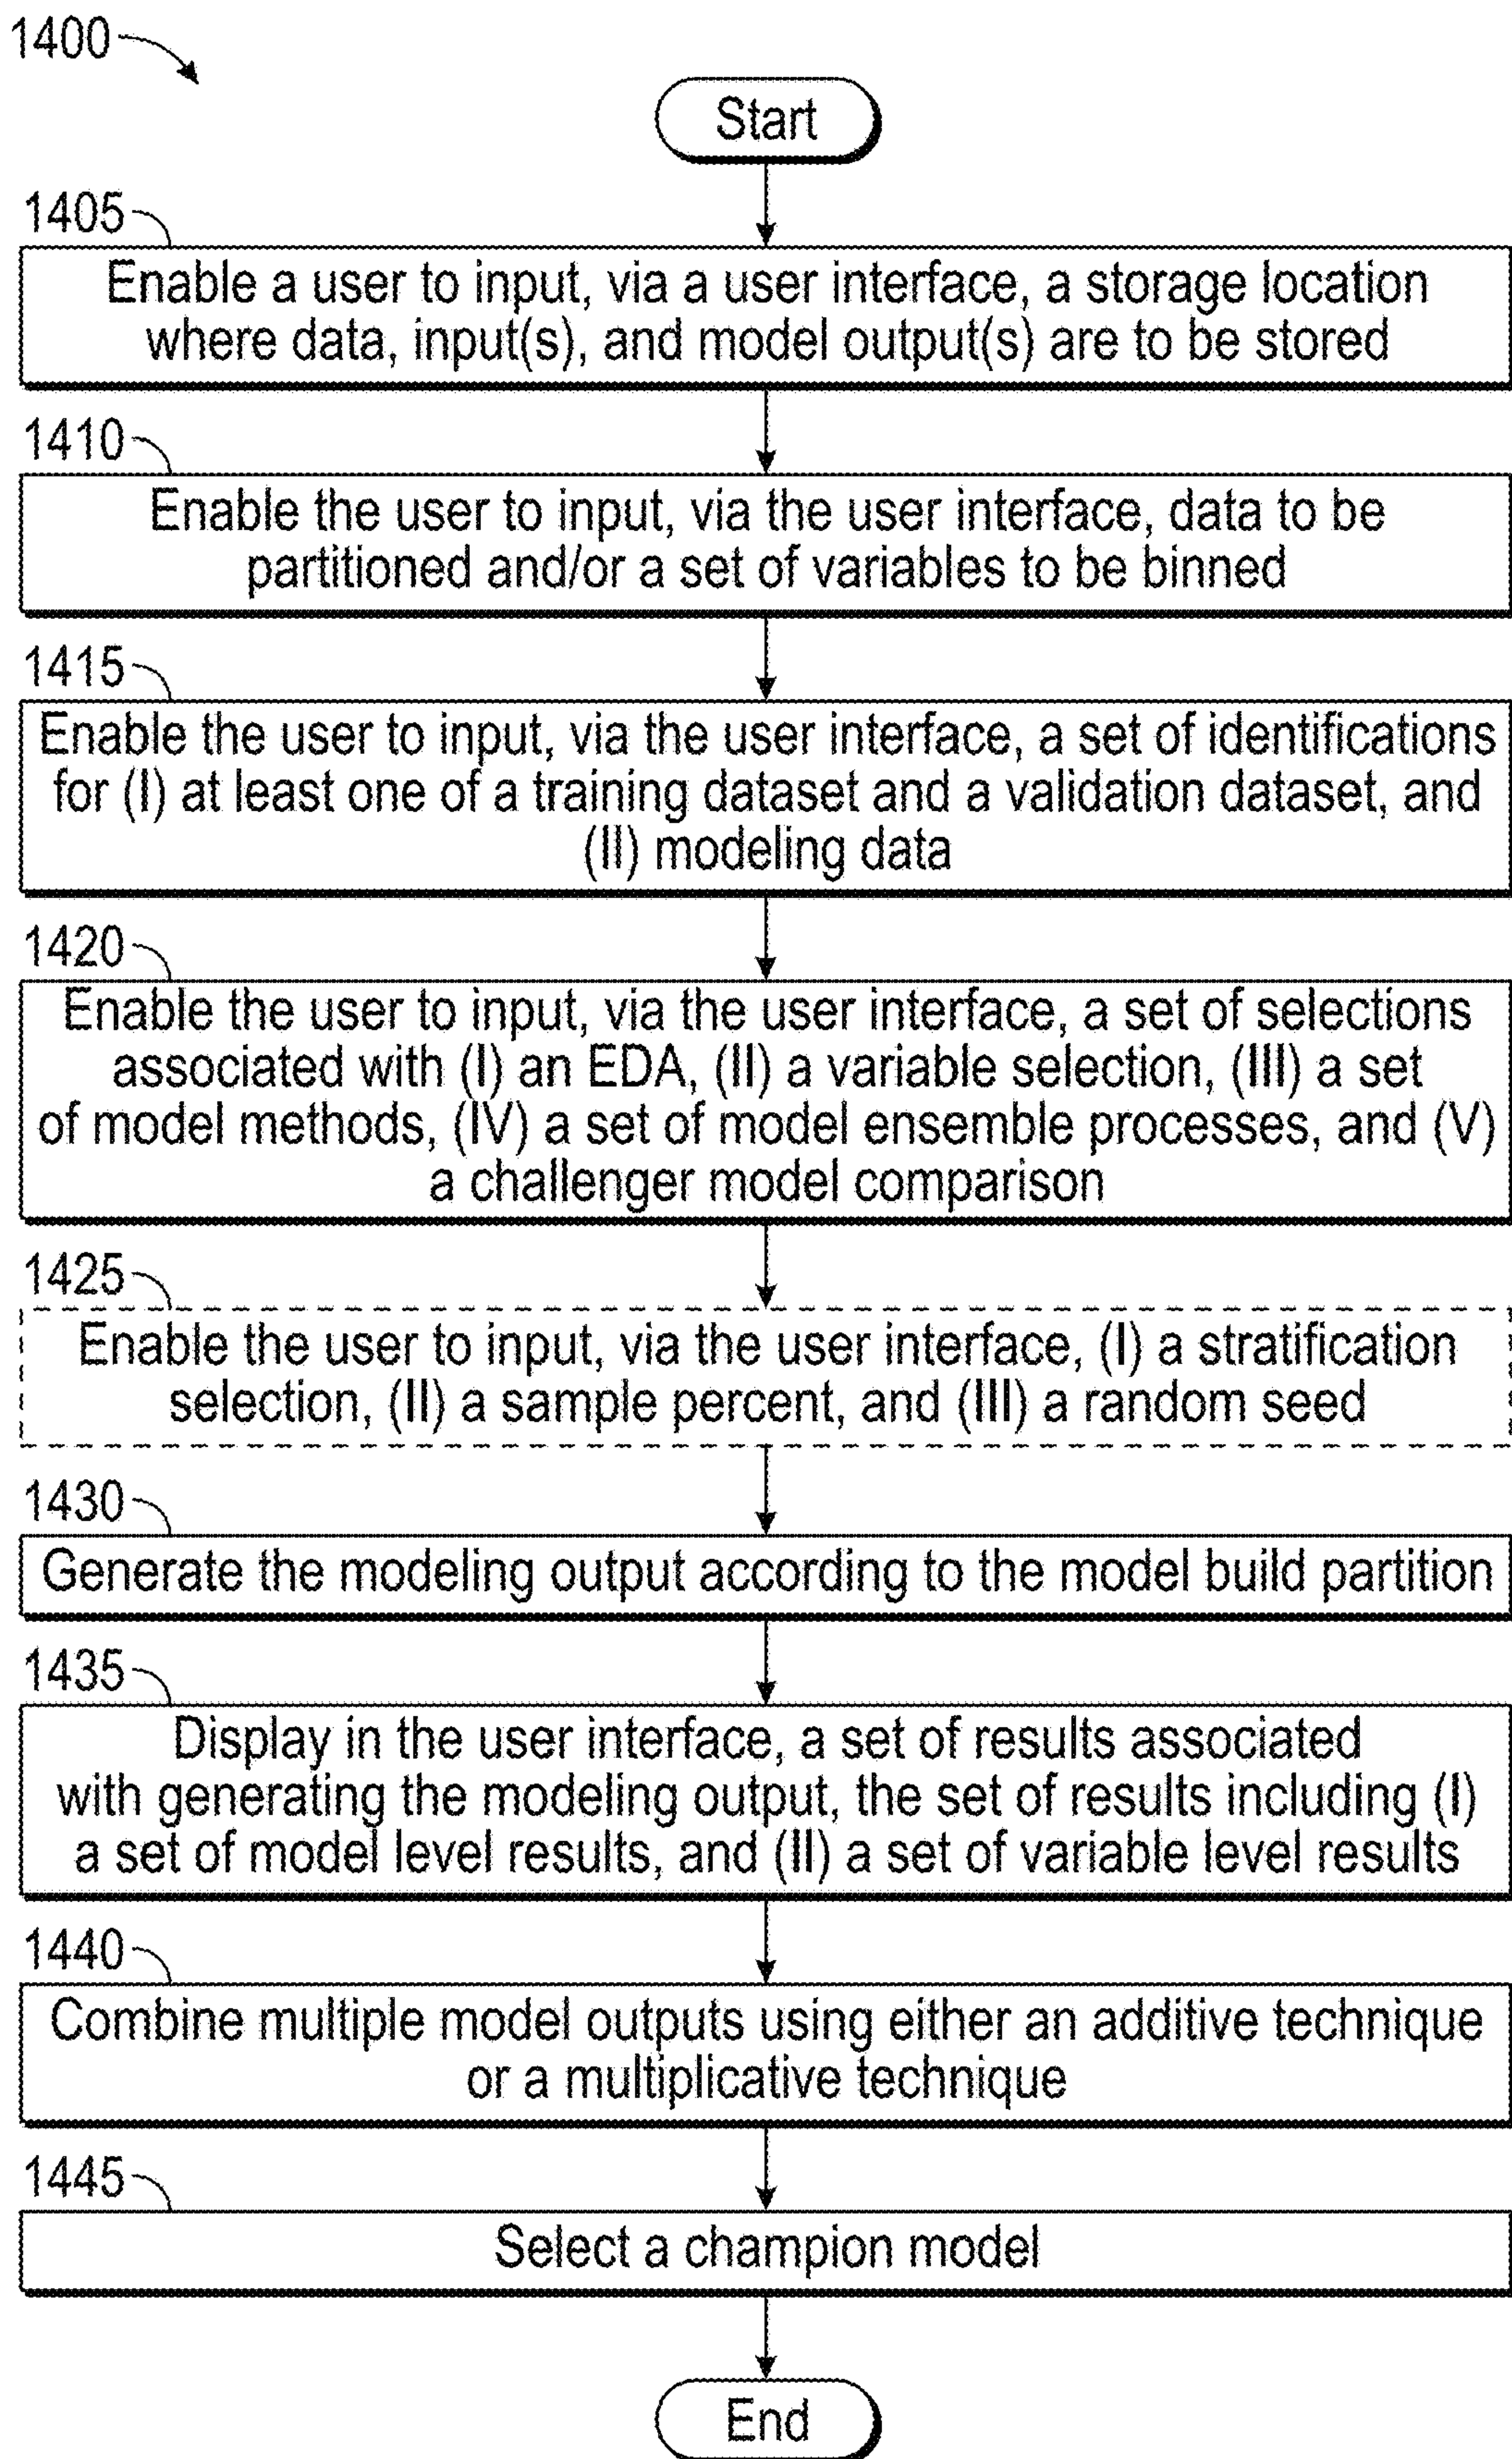 1400
Start
1405
Enable a user to input, via a user interface, a storage location
where data, input(s), and model output(s) are to be stored
1410
Enable the user to input, via the user interface, data to be
partitioned and/or a set of variables to be binned
1415
Enable the user to input, via the user interface, a set of identifications
for (I) at least one of a training dataset and a validation dataset, and
(II) modeling data
1420
Enable the user to input, via the user interface, a set of selections
associated with (I) an EDA, (II) a variable selection, (III) a set
of model methods, (IV) a set of model ensemble processes, and (V)
a challenger model comparison
1425
Enable the user to input, via the user interface, (I) a stratification
selection, (II) a sample percent, and (III) a random seed
1430
Generate the modeling output according to the model build partition
1435
Display in the user interface, a set of results associated
with generating the modeling output, the set of results including (I)
a set of model level results, and (II) a set of variable level results
1440
Combine multiple model outputs using either an additive technique
or a multiplicative technique
1445
Select a champion model
End